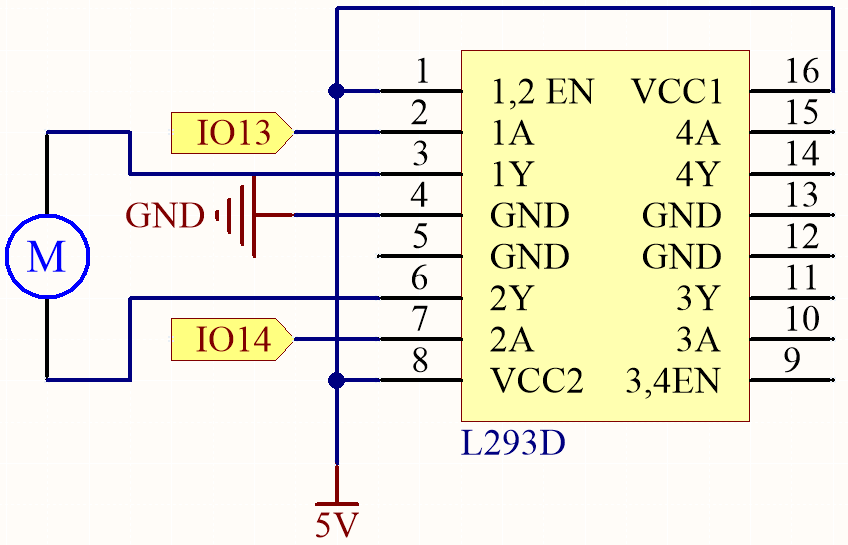 1 16
1,2 EN VCC1
2 15
IO13 1A 4A
3 14
1Y 4Y
4 13
GND GND GND
5 12
M GND GND
6 11
2Y 3Y
7 10
IO14 2A 3A
8 9
VCC2 3,4EN
L293D
5V